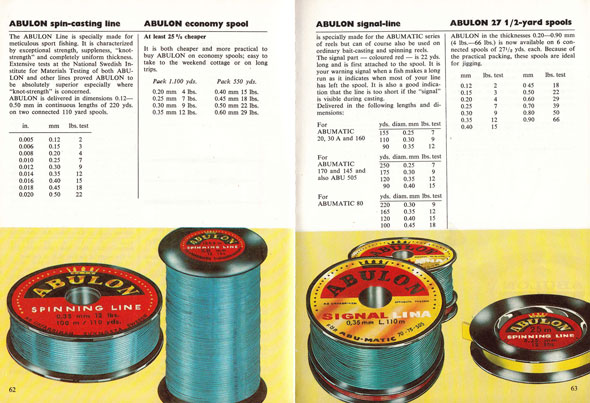 ABULON spin-casting line
The ABULON Line is specially made for
meticulous sport fishing. It is characterized
by exceptional strength, suppleness, “knot-
strength” and completely uniform thickness.
Extensive tests at the National Swedish In-
stitute for Materials Testing of both ABU-
LON and other lines proved ABULON to
be absolutely superior especially where
“knot-strength” is concerned.
ABULON is delivered in dimensions 0.12—
0.50 mm in continuous lengths of 220 yds.
on two connected 110 yard spools.
in. mm lbs. test
0.005 0.12 2
0.006 0.15 3
0.008 0.20 4
0.010 0.25 7
0.012 0.30 9
0.014 0.35 12
0.016 0.40 15
0.018 0.45 18
0.020 0.50 22
ABULON economy spool
At least 25 % cheaper
It is both cheaper and more practical to
buy ABULON on economy spools; easy to
take to the weekend cottage or on long
trips.
Pack 1.100 yds. Pack 550 yds.
0.20 mm 4 lbs. 0.40 mm 15 lbs.
0.25 mm 7 lbs. 0.45 mm 18 lbs.
0.30 mm 9 lbs. 0.50 mm 22 lbs.
0.35 mm 12 lbs. 0.60 mm 29 lbs.
ABULON
SPINNING LINE
0,35 mm 12 lbs.
100 m / 110 yds.
ABULON
SPINNING LINE
62
ABULON signal-line
is specially made for the ABUMATIC series
of reels but can of course also be used on
ordinary bait-casting and spinning reels.
The signal part — coloured red — is 22 yds.
long and is first attached to the spool. It is
your warning signal when a fish makes a long
run as it indicates when most of your line
has left the spool. It is also a good indica-
tion that the line is too short if the “signal”
is visible during casting.
Delivered in the following lengths and di-
mensions:
For yds. diam. mm lbs. test
ABUMATIC 155 0.25 7
20, 30 A and 160 110 0.30 9
90 0.35 12
For yds. diam. mm lbs. test
ABUMATIC 250 0.25 7
170 and 145 and 175 0.30 9
also ABU 505 120 0.35 12
90 0.40 15
For yds. diam. mm lbs. test
ABUMATIC 80 220 0.30 9
165 0.35 12
120 0.40 15
100 0.45 18
ABULON 27 1/2-yard spools
ABULON in the thicknesses 0.20—0.90 mm
(4 lbs.—66 lbs.) is now available on 6 con-
nected spools of 27½ yds. each. Because of
the practical packing, these spools are ideal
for jigging.
mm lbs. test mm lbs. test
0.12 2 0 45 18
0.15 3 0.50 22
0.20 4 0.60 29
0.25 7 0.70 39
0.30 9 0.80 50
0.35 12 0.90 66
0.40 15
ABULON
SIGNAL LINA
0,35 mm L. 110 m
FOR ABU-MATIC
ABULON
ABULON
25 m
SPINNING LINE
63